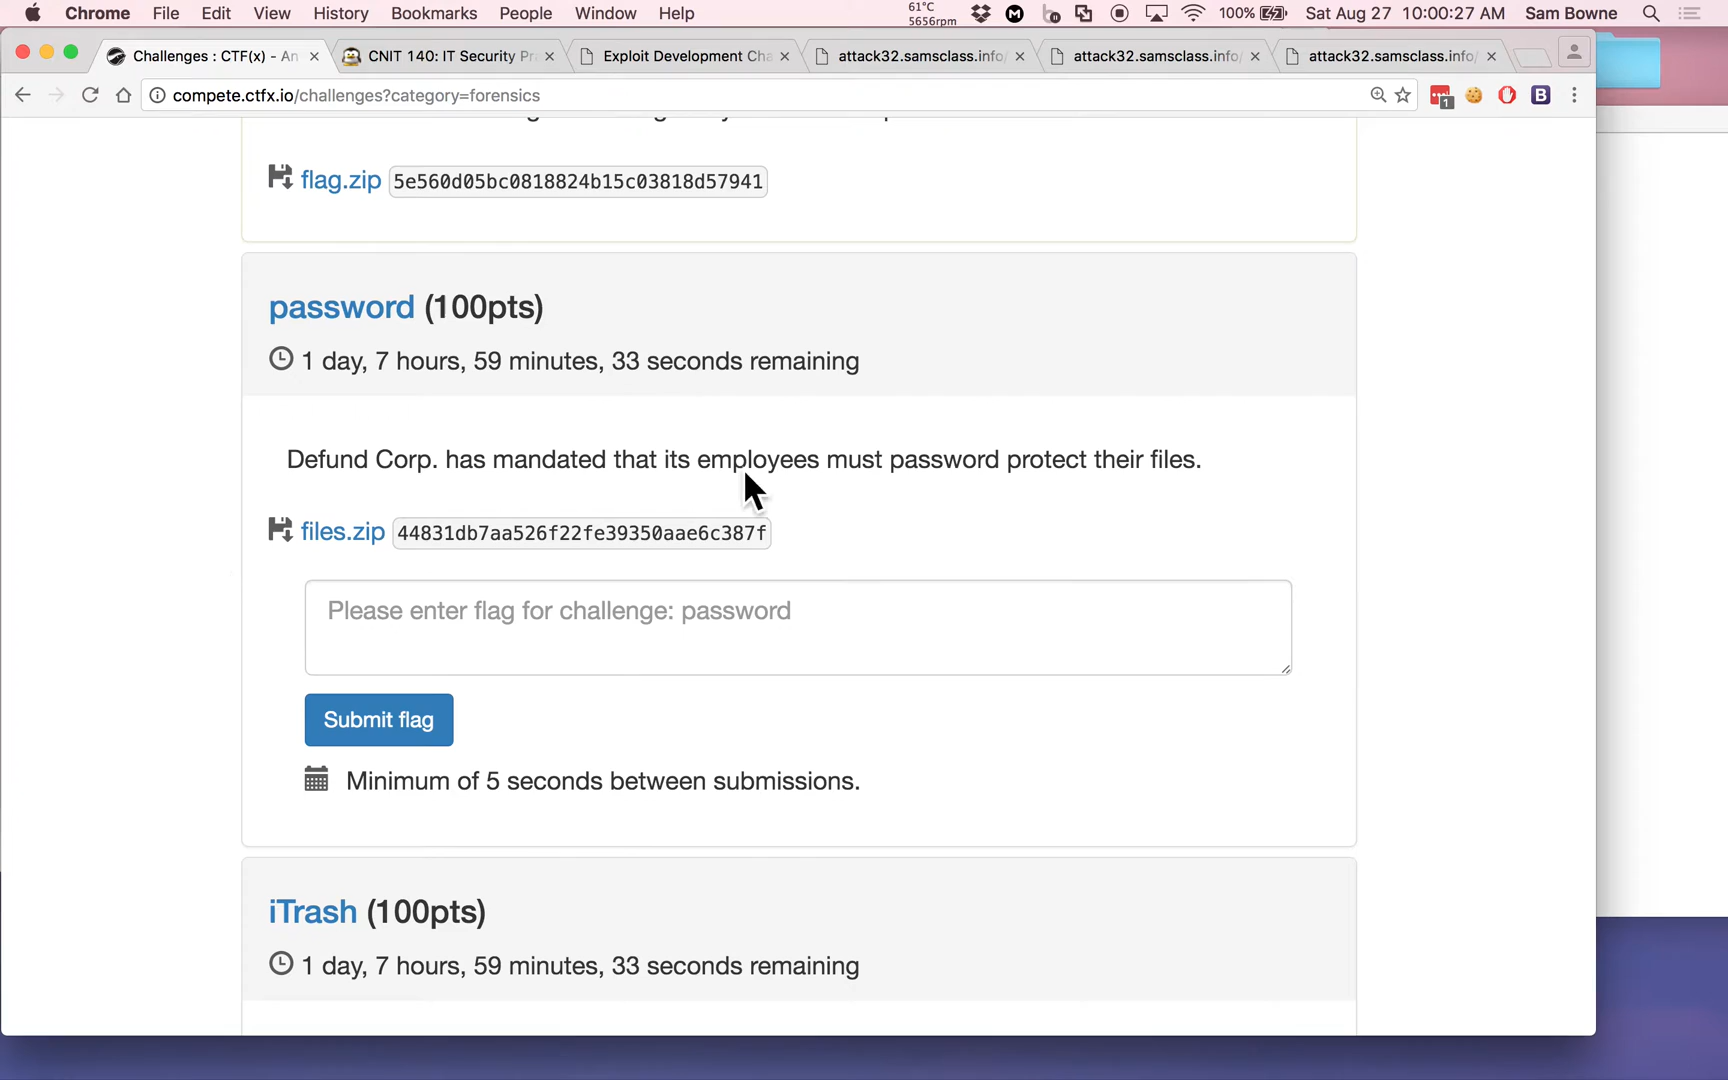 Chrome File Edit View History Bookmarks People Window Help 61°C 5656rpm 100% Sat Aug 27 10:00:27 AM Sam Bowne
Challenges : CTF(x) - An CNIT 140: IT Security Pr Exploit Development Cha attack32.samsclass.info/ attack32.samsclass.info/ attack32.samsclass.info/
compete.ctfx.io/challenges?category=forensics
flag.zip 5e560d05bc0818824b15c03818d57941
password (100pts)
1 day, 7 hours, 59 minutes, 33 seconds remaining
Defund Corp. has mandated that its employees must password protect their files.
files.zip 44831db7aa526f22fe39350aae6c387f
Please enter flag for challenge: password
Submit flag
Minimum of 5 seconds between submissions.
iTrash (100pts)
1 day, 7 hours, 59 minutes, 33 seconds remaining